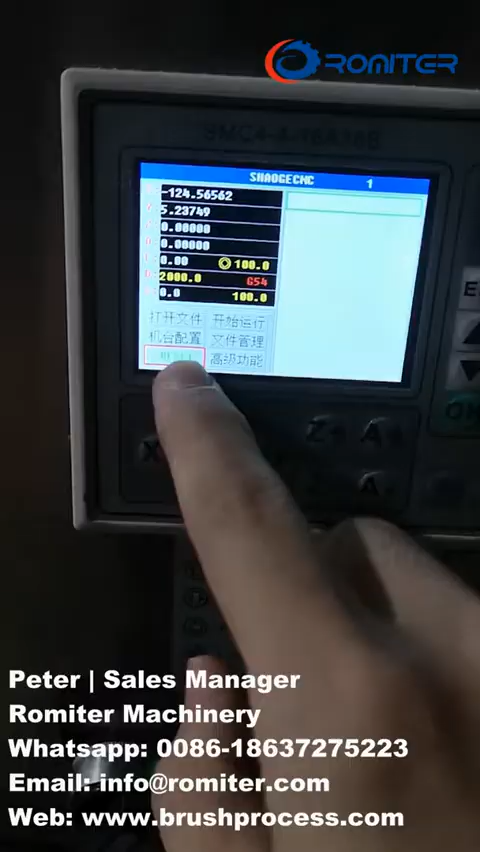 ROMITER
SMC4-4-16A16B
SHAOGECNC 1
-124.56562
5.23749
0.00000
0.00000
0.00 100.0
2000.0 G54
0.0 100.0
打开文件 开始运行
机台配置 文件管理
高级功能
X
Z+ A+
Peter | Sales Manager
Romiter Machinery
Whatsapp: 0086-18637275223
Email: info@romiter.com
Web: www.brushprocess.com